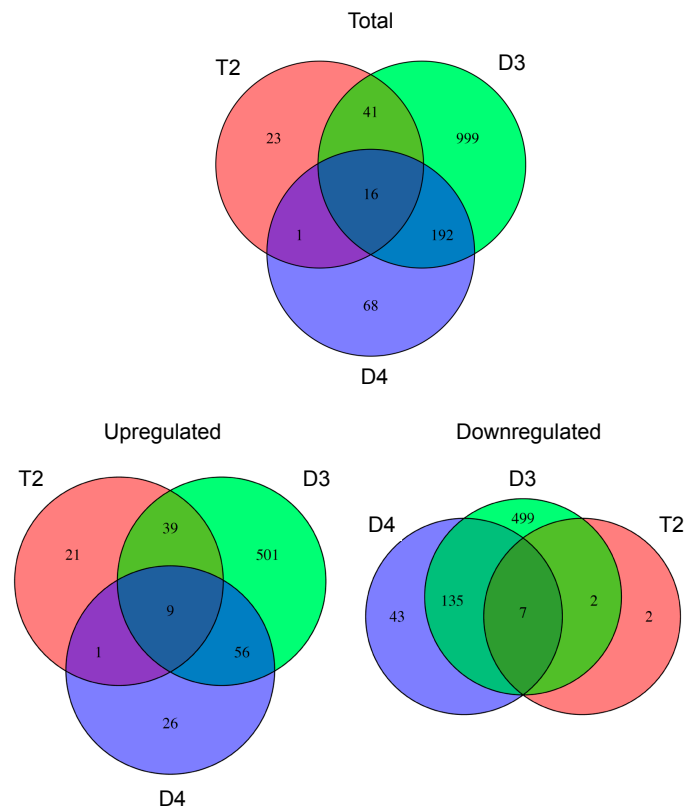 Total
T2
D3
41
23
999
16
1
192
68
D4
Upregulated
T2
D3
39
21
501
9
1
56
26
D4
Downregulated
D3
D4
T2
499
135
2
43
7
2